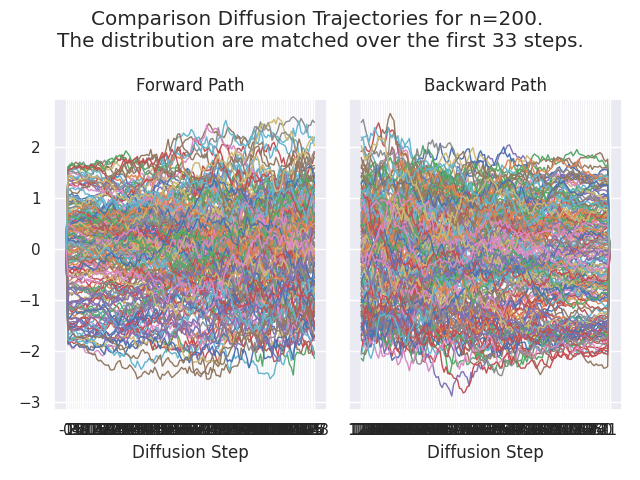 Comparison Diffusion Trajectories for n=200.
The distribution are matched over the first 33 steps.
Forward Path
Backward Path
2
1
0
−1
−2
−3
Diffusion Step
Diffusion Step